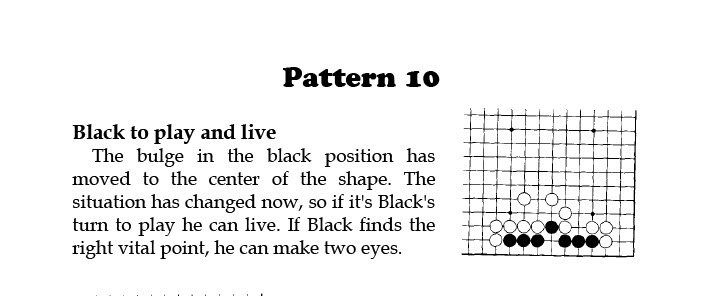 Pattern 10
Black to play and live
The bulge in the black position has
moved to the center of the shape. The
situation has changed now, so if it's Black's
turn to play he can live. If Black finds the
right vital point, he can make two eyes.